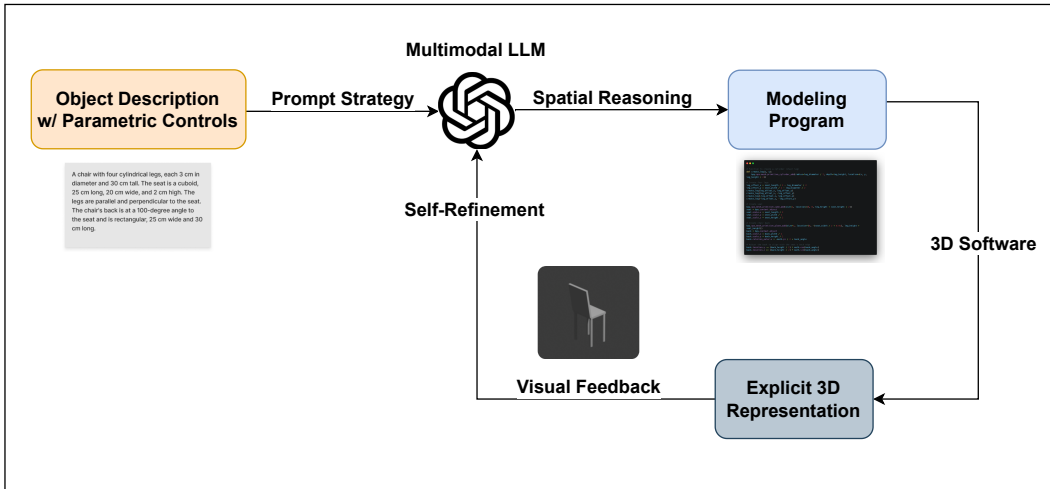 Multimodal LLM
Object Description
w/ Parametric Controls
Prompt Strategy
Spatial Reasoning
Modeling
Program
A chair with four cylindrical legs, each 3 cm in
diameter and 30 cm tall. The seat is a cuboid,
25 cm long, 20 cm wide, and 2 cm high. The
legs are parallel and perpendicular to the seat.
The chair's back is at a 100-degree angle to
the seat and is rectangular, 25 cm wide and 30
cm long.
Self-Refinement
3D Software
Visual Feedback
Explicit 3D
Representation